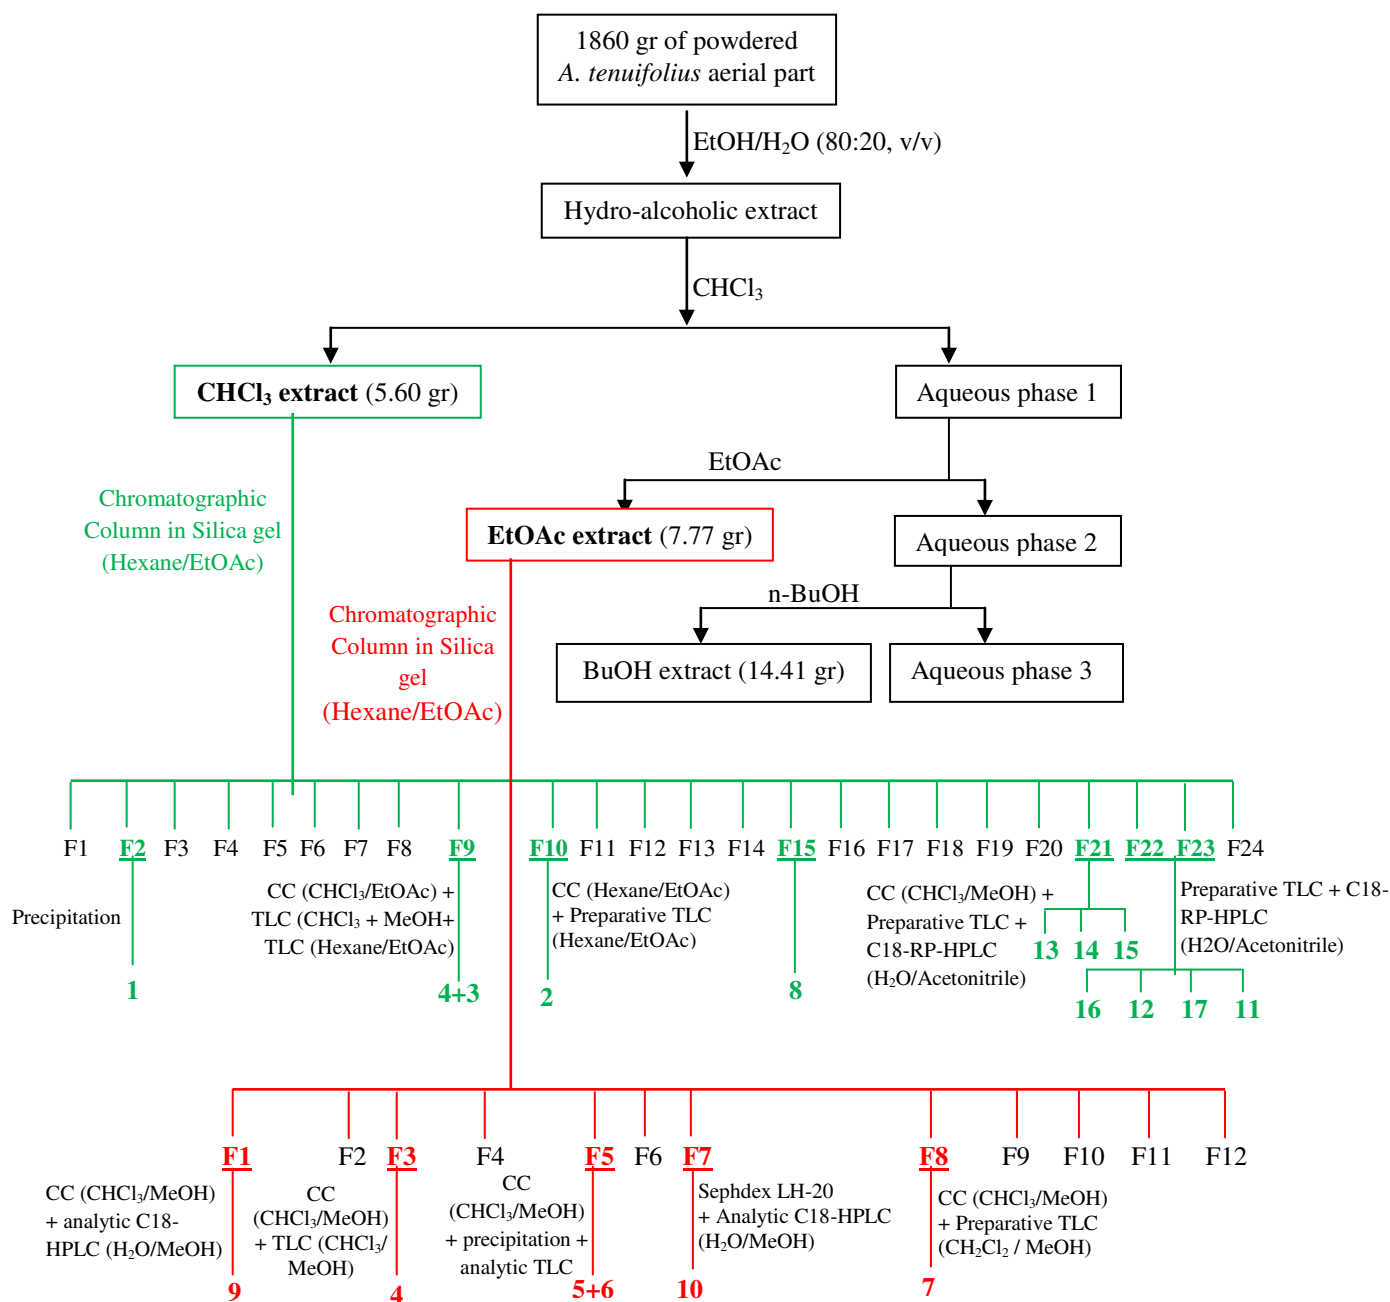 1860 gr of powdered
A. tenuifolius aerial part
EtOH/H₂O (80:20, v/v)
Hydro-alcoholic extract
CHCl₃
CHCl₃ extract (5.60 gr)
Aqueous phase 1
EtOAc
Chromatographic
Column in Silica gel
(Hexane/EtOAc)
EtOAc extract (7.77 gr)
Aqueous phase 2
n-BuOH
Chromatographic
Column in Silica
gel
(Hexane/EtOAc)
BuOH extract (14.41 gr)
Aqueous phase 3
F1 F2 F3 F4 F5 F6 F7 F8 F9 F10 F11 F12 F13 F14 F15 F16 F17 F18 F19 F20 F21 F22 F23 F24
Precipitation
CC (CHCl₃/EtOAc) +
TLC (CHCl₃ + MeOH+
TLC (Hexane/EtOAc)
CC (Hexane/EtOAc)
+ Preparative TLC
(Hexane/EtOAc)
CC (CHCl₃/MeOH) +
Preparative TLC +
C18-RP-HPLC
(H₂O/Acetonitrile)
Preparative TLC + C18-
RP-HPLC
(H2O/Acetonitrile)
13 14 15
1 4+3 2 8
16 12 17 11
F1 F2 F3 F4 F5 F6 F7 F8 F9 F10 F11 F12
CC (CHCl₃/MeOH)
+ analytic C18-
HPLC (H₂O/MeOH)
CC
(CHCl₃/MeOH)
+ TLC (CHCl₃/
MeOH)
CC
(CHCl₃/MeOH)
+ precipitation +
analytic TLC
Sephdex LH-20
+ Analytic C18-HPLC
(H₂O/MeOH)
CC (CHCl₃/MeOH)
+ Preparative TLC
(CH₂Cl₂ / MeOH)
9 4 5+6 10 7